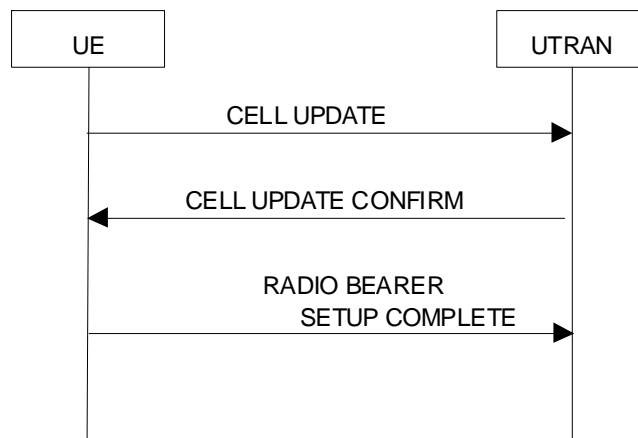 UE
UTRAN
CELL UPDATE
CELL UPDATE CONFIRM
RADIO BEARER
SETUP COMPLETE